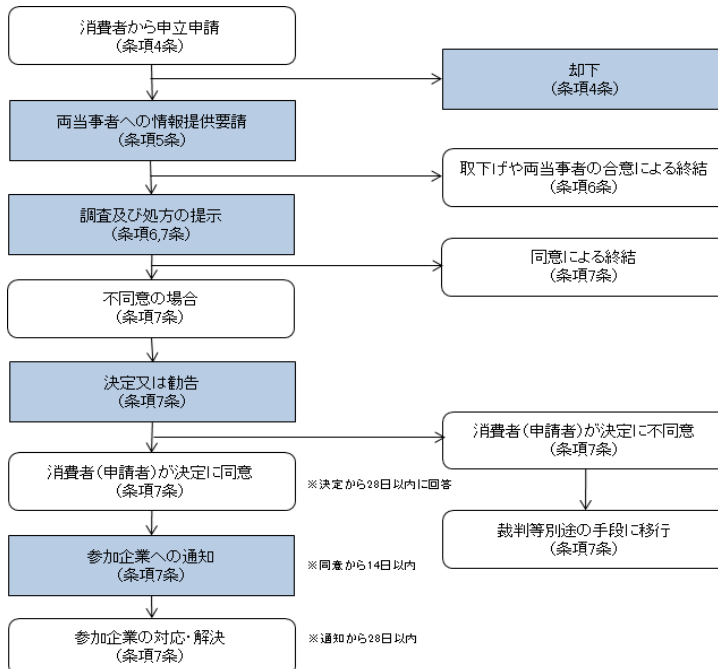 消費者から申立申請
(条項4条)
却下
(条項4条)
両当事者への情報提供要請
(条項5条)
取下げや両当事者の合意による終結
(条項6条)
調査及び処方の提示
(条項6,7条)
同意による終結
(条項7条)
不同意の場合
(条項7条)
決定又は勧告
(条項7条)
消費者(申請者)が決定に不同意
(条項7条)
消費者(申請者)が決定に同意
(条項7条)
※決定から28日以内に回答
裁判等別途の手段に移行
(条項7条)
参加企業への通知
(条項7条)
※同意から14日以内
参加企業の対応・解決
(条項7条)
※通知から28日以内